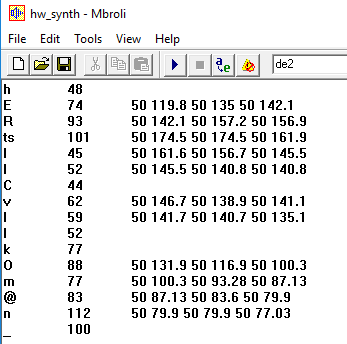 hw_synth - Mbroli
File Edit Tools View Help
de2
h 48
E 74 50 119.8 50 135 50 142.1
R 93 50 142.1 50 157.2 50 156.9
ts 101 50 174.5 50 174.5 50 161.9
l 45 50 161.6 50 156.7 50 145.5
I 52 50 145.5 50 140.8 50 140.8
C 44
v 62 50 146.7 50 138.9 50 141.1
I 59 50 141.7 50 140.7 50 135.1
l 52
k 77
O 88 50 131.9 50 116.9 50 100.3
m 77 50 100.3 50 93.28 50 87.13
@ 83 50 87.13 50 83.6 50 79.9
n 112 50 79.9 50 79.9 50 77.03
_ 100